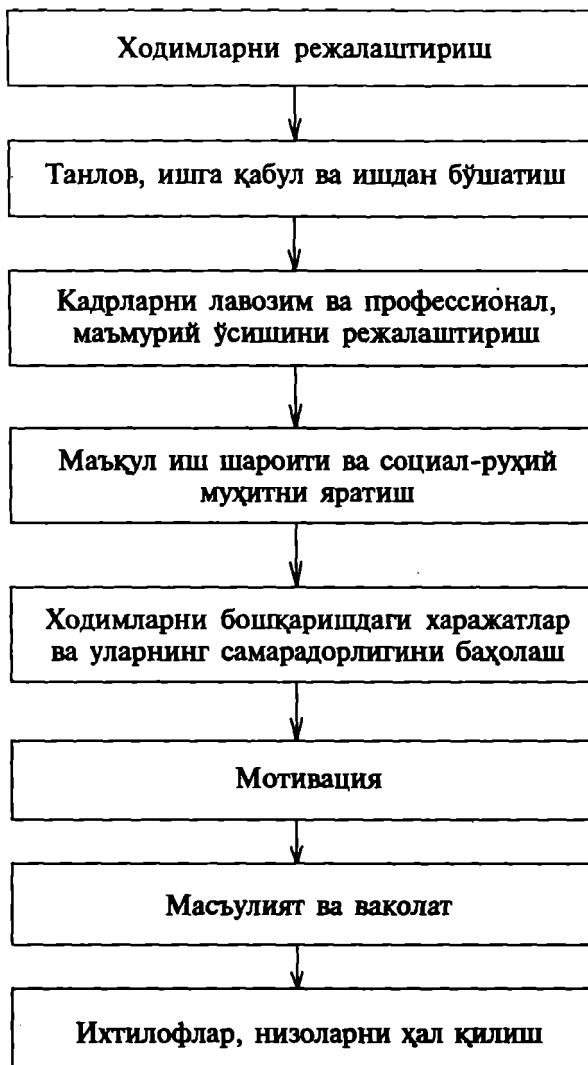 Ходимларни режалаштириш
Танлов, ишга қабул ва ишдан бўшатиш
Кадрларни лавозим ва профессионал,
маъмурий ўсишини режалаштириш
Маъқул иш шароити ва социал-руҳий
муҳитни яратиш
Ходимларни бошқаришдаги харажатлар
ва уларнинг самарадорлигини баҳолаш
Мотивация
Масъулият ва ваколат
Ихтилофлар, низоларни ҳал қилиш